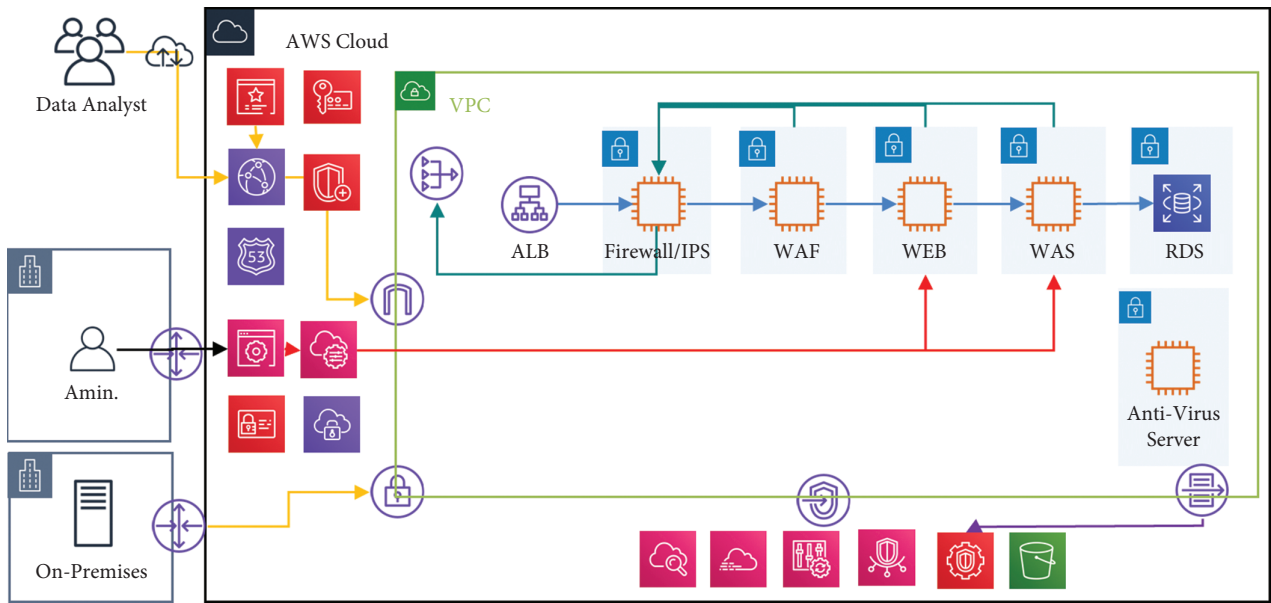 AWS Cloud
Data Analyst
VPC
53
ALB
Firewall/IPS
WAF
WEB
WAS
RDS
Amin.
Anti-Virus
Server
On-Premises